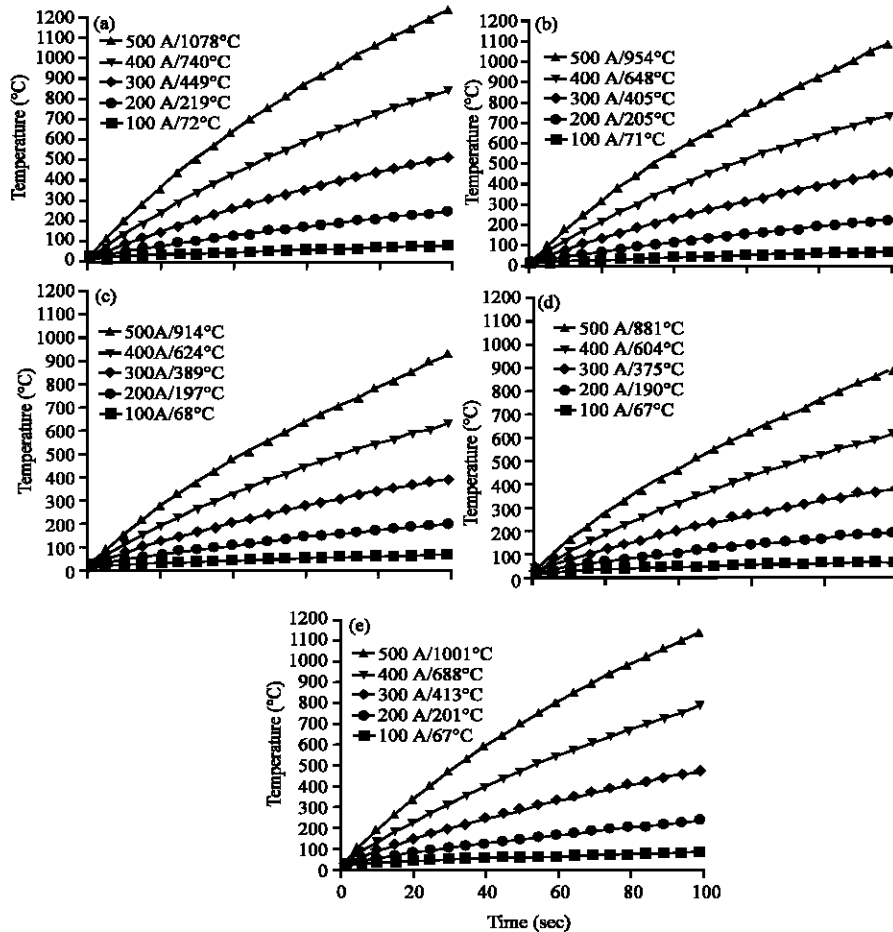 (a)
500 A/1078°C
400 A/740°C
300 A/449°C
200 A/219°C
100 A/72°C
Temperature (°C)
1200
1100
1000
900
800
700
600
500
400
300
200
100
0
(b)
500 A/954°C
400 A/648°C
300 A/405°C
200 A/205°C
100 A/71°C
Temperature (°C)
1200
1100
1000
900
800
700
600
500
400
300
200
100
0
(c)
500A/914°C
400A/624°C
300A/389°C
200A/197°C
100A/68°C
Temperature (°C)
1200
1100
1000
900
800
700
600
500
400
300
200
100
0
(d)
500 A/881°C
400 A/604°C
300 A/375°C
200 A/190°C
100 A/67°C
Temperature (°C)
1200
1100
1000
900
800
700
600
500
400
300
200
100
0
(e)
500 A/1001°C
400 A/688°C
300 A/413°C
200 A/201°C
100 A/67°C
Temperature (°C)
1200
1100
1000
900
800
700
600
500
400
300
200
100
0
0 20 40 60 80 100
Time (sec)